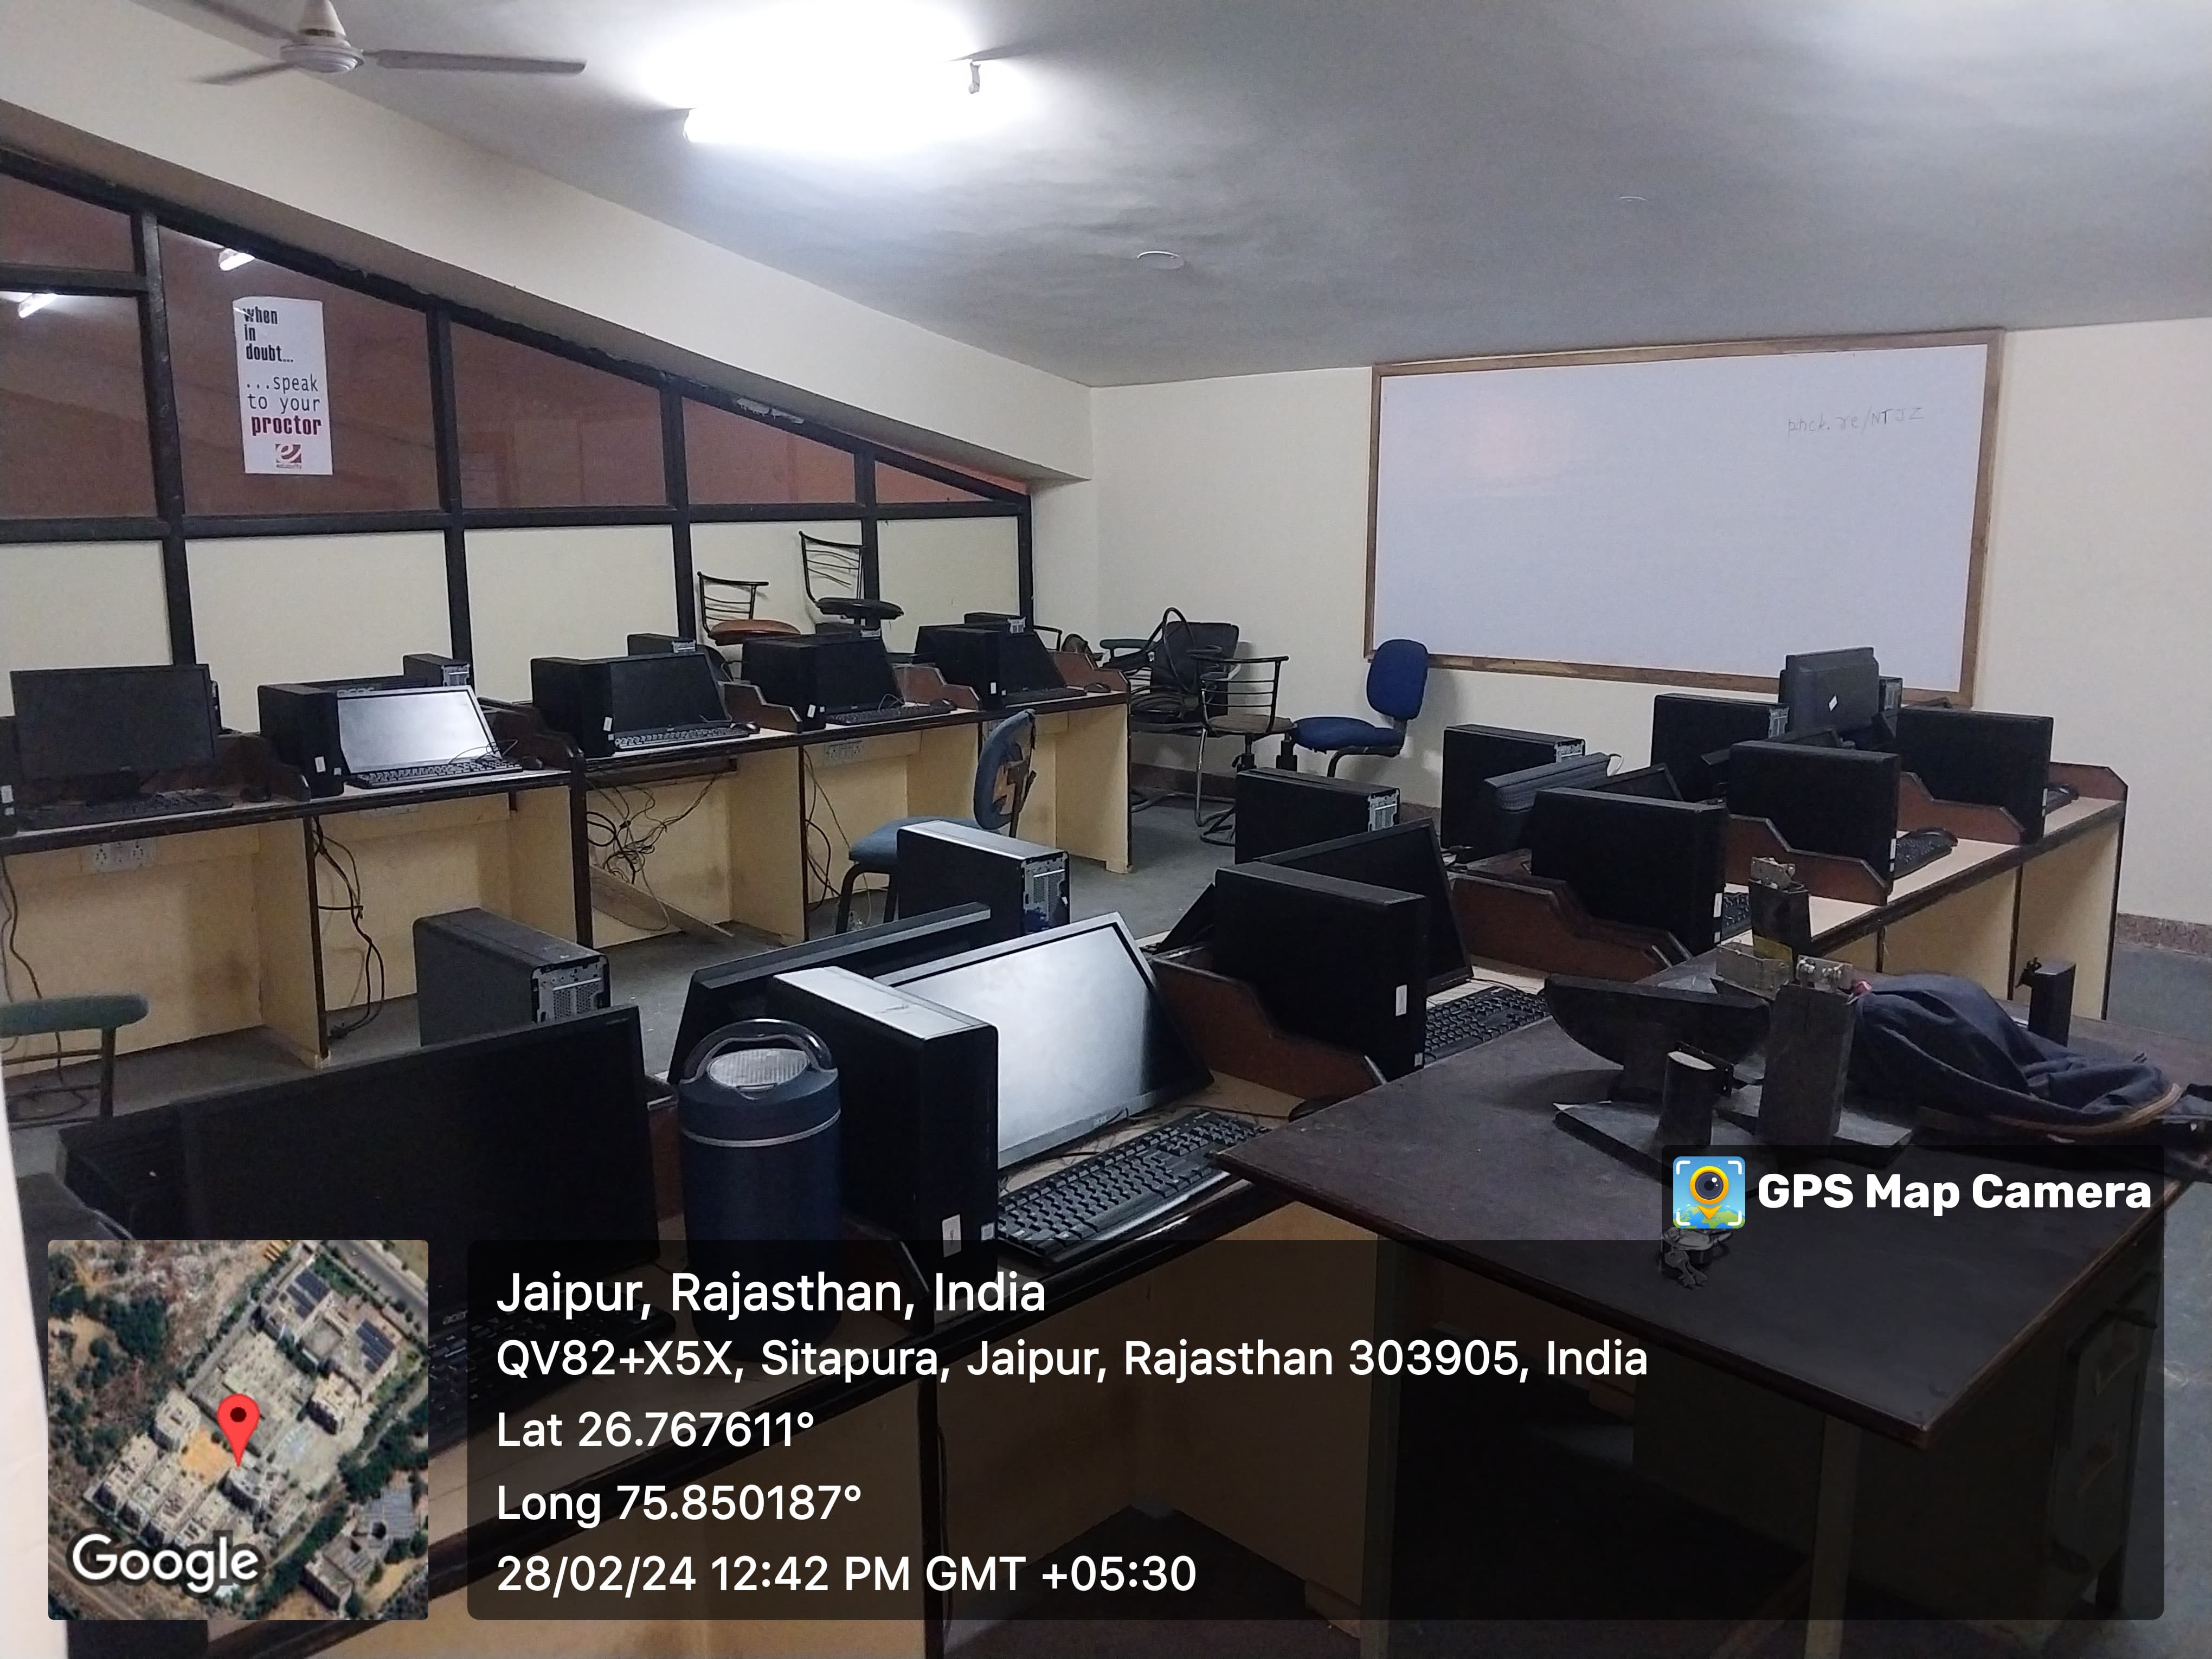 when
in
doubt...
...speak
to your
proctor
GPS Map Camera
Jaipur, Rajasthan, India
QV82+X5X, Sitapura, Jaipur, Rajasthan 303905, India
Lat 26.767611°
Long 75.850187°
28/02/24 12:42 PM GMT +05:30
Google
acer